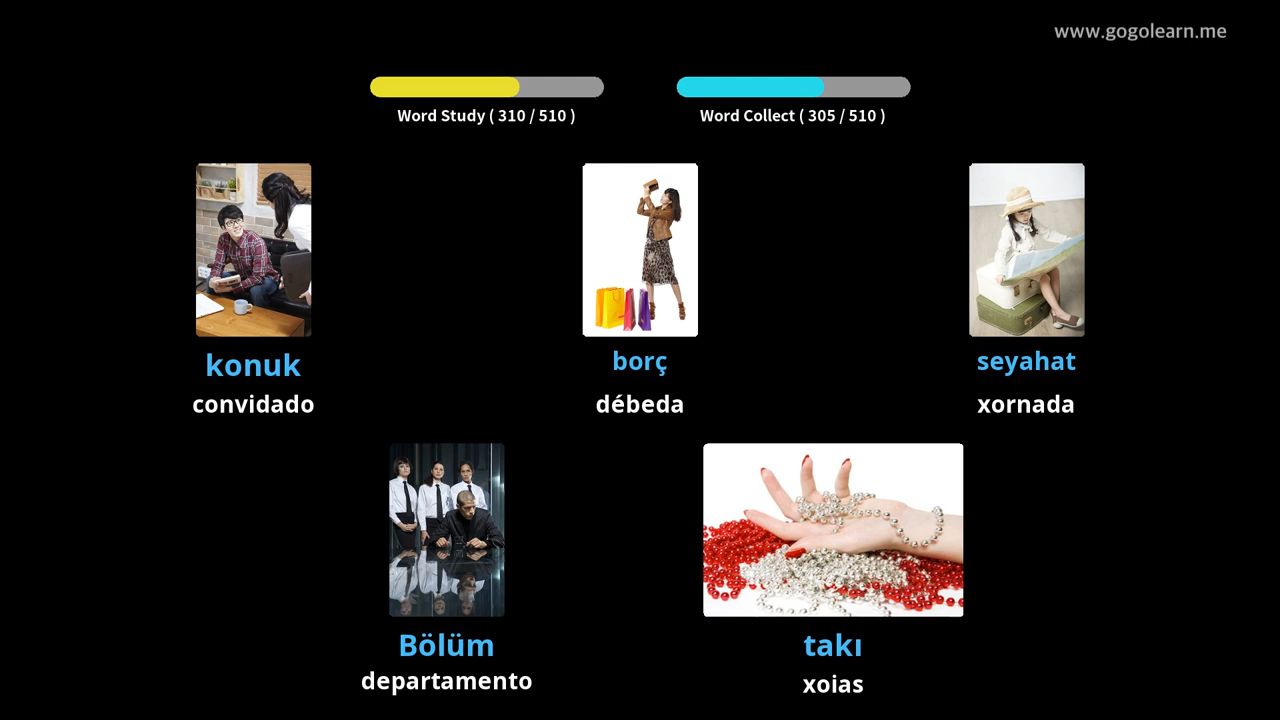 www.gogolearn.me
Word Study ( 310 / 510 )
Word Collect ( 305 / 510 )
konuk
convidado
borç
débeda
seyahat
xornada
Bölüm
departamento
takı
xoias